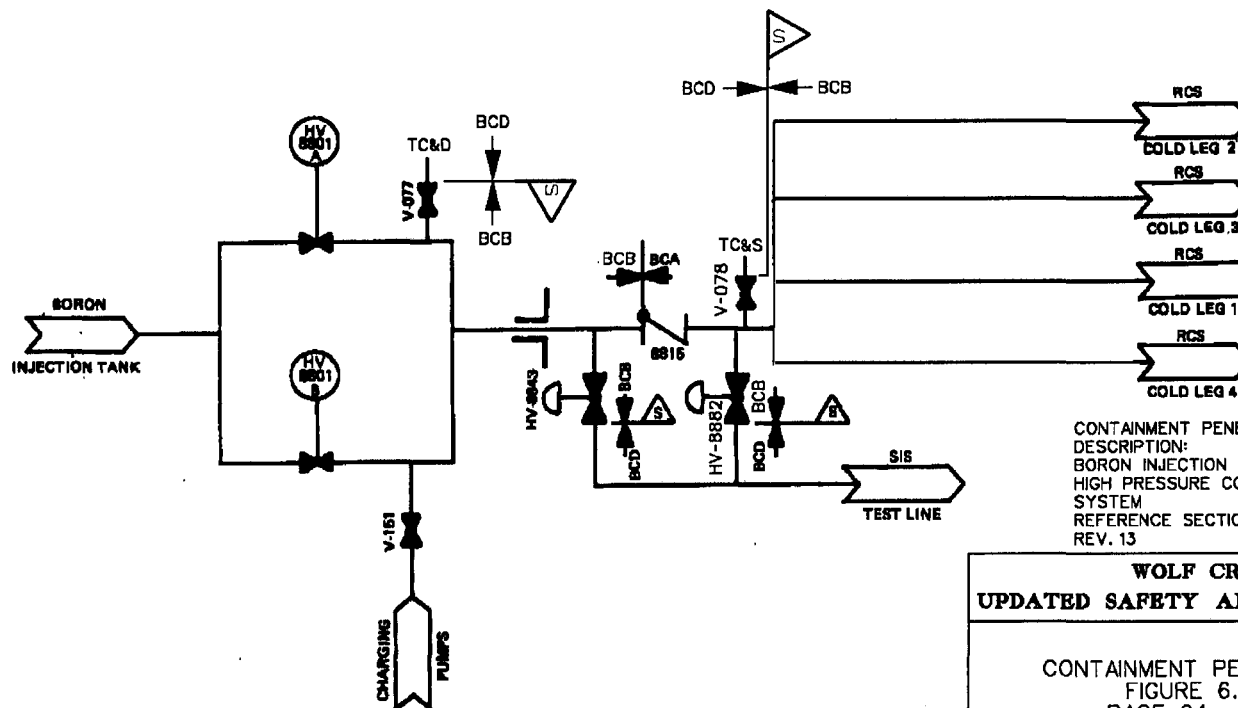 S
BCD
BCB
HV
8801
A
TC&D
BCD
BCB
S
V-077
RCS
COLD LEG 2
RCS
COLD LEG 3
RCS
COLD LEG 1
RCS
COLD LEG 4
TC&S
V-078
BCB
BCA
8815
BORON
INJECTION TANK
HV
8801
B
HV-8843
BCB
S
BCD
HV-8882
BCB
BCD
SIS
TEST LINE
V-151
CHARGING
PUMPS
CONTAINMENT PENE
DESCRIPTION:
BORON INJECTION
HIGH PRESSURE CO
SYSTEM
REFERENCE SECTIO
REV. 13
WOLF CR
UPDATED SAFETY A
CONTAINMENT PE
FIGURE 6.